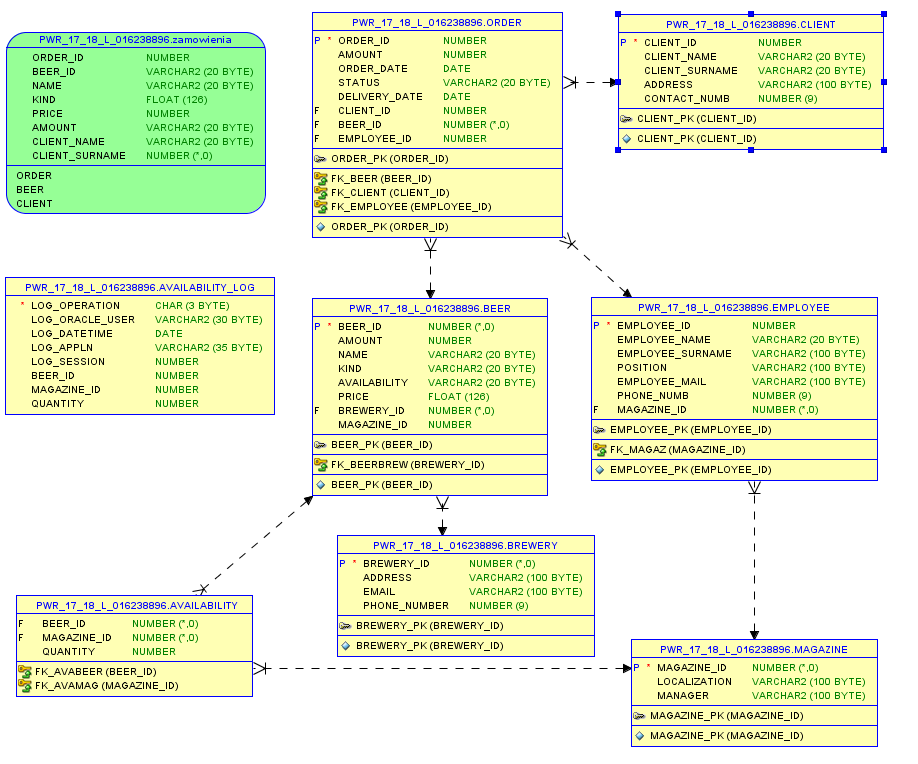 PWR_17_18_L_016238896.zamowienia
ORDER_ID NUMBER
BEER_ID VARCHAR2 (20 BYTE)
NAME VARCHAR2 (20 BYTE)
KIND FLOAT (126)
PRICE NUMBER
AMOUNT VARCHAR2 (20 BYTE)
CLIENT_NAME VARCHAR2 (20 BYTE)
CLIENT_SURNAME NUMBER (*,0)
ORDER
BEER
CLIENT
PWR_17_18_L_016238896.ORDER
P * ORDER_ID NUMBER
AMOUNT NUMBER
ORDER_DATE DATE
STATUS VARCHAR2 (20 BYTE)
DELIVERY_DATE DATE
F CLIENT_ID NUMBER
F BEER_ID NUMBER (*,0)
F EMPLOYEE_ID NUMBER
ORDER_PK (ORDER_ID)
FK_BEER (BEER_ID)
FK_CLIENT (CLIENT_ID)
FK_EMPLOYEE (EMPLOYEE_ID)
ORDER_PK (ORDER_ID)
PWR_17_18_L_016238896.CLIENT
P * CLIENT_ID NUMBER
CLIENT_NAME VARCHAR2 (20 BYTE)
CLIENT_SURNAME VARCHAR2 (20 BYTE)
ADDRESS VARCHAR2 (100 BYTE)
CONTACT_NUMB NUMBER (9)
CLIENT_PK (CLIENT_ID)
CLIENT_PK (CLIENT_ID)
PWR_17_18_L_016238896.AVAILABILITY_LOG
* LOG_OPERATION CHAR (3 BYTE)
LOG_ORACLE_USER VARCHAR2 (30 BYTE)
LOG_DATETIME DATE
LOG_APPLN VARCHAR2 (35 BYTE)
LOG_SESSION NUMBER
BEER_ID NUMBER
MAGAZINE_ID NUMBER
QUANTITY NUMBER
PWR_17_18_L_016238896.BEER
P * BEER_ID NUMBER (*,0)
AMOUNT NUMBER
NAME VARCHAR2 (20 BYTE)
KIND VARCHAR2 (20 BYTE)
AVAILABILITY VARCHAR2 (20 BYTE)
PRICE FLOAT (126)
F BREWERY_ID NUMBER (*,0)
MAGAZINE_ID NUMBER
BEER_PK (BEER_ID)
FK_BEERBREW (BREWERY_ID)
BEER_PK (BEER_ID)
PWR_17_18_L_016238896.EMPLOYEE
P * EMPLOYEE_ID NUMBER
EMPLOYEE_NAME VARCHAR2 (20 BYTE)
EMPLOYEE_SURNAME VARCHAR2 (100 BYTE)
POSITION VARCHAR2 (100 BYTE)
EMPLOYEE_MAIL VARCHAR2 (100 BYTE)
PHONE_NUMB NUMBER (9)
F MAGAZINE_ID NUMBER (*,0)
EMPLOYEE_PK (EMPLOYEE_ID)
FK_MAGAZ (MAGAZINE_ID)
EMPLOYEE_PK (EMPLOYEE_ID)
PWR_17_18_L_016238896.BREWERY
P * BREWERY_ID NUMBER (*,0)
ADDRESS VARCHAR2 (100 BYTE)
EMAIL VARCHAR2 (100 BYTE)
PHONE_NUMBER NUMBER (9)
BREWERY_PK (BREWERY_ID)
BREWERY_PK (BREWERY_ID)
PWR_17_18_L_016238896.AVAILABILITY
F BEER_ID NUMBER (*,0)
F MAGAZINE_ID NUMBER (*,0)
QUANTITY NUMBER
FK_AVABEER (BEER_ID)
FK_AVAMAG (MAGAZINE_ID)
PWR_17_18_L_016238896.MAGAZINE
P * MAGAZINE_ID NUMBER (*,0)
LOCALIZATION VARCHAR2 (100 BYTE)
MANAGER VARCHAR2 (100 BYTE)
MAGAZINE_PK (MAGAZINE_ID)
MAGAZINE_PK (MAGAZINE_ID)